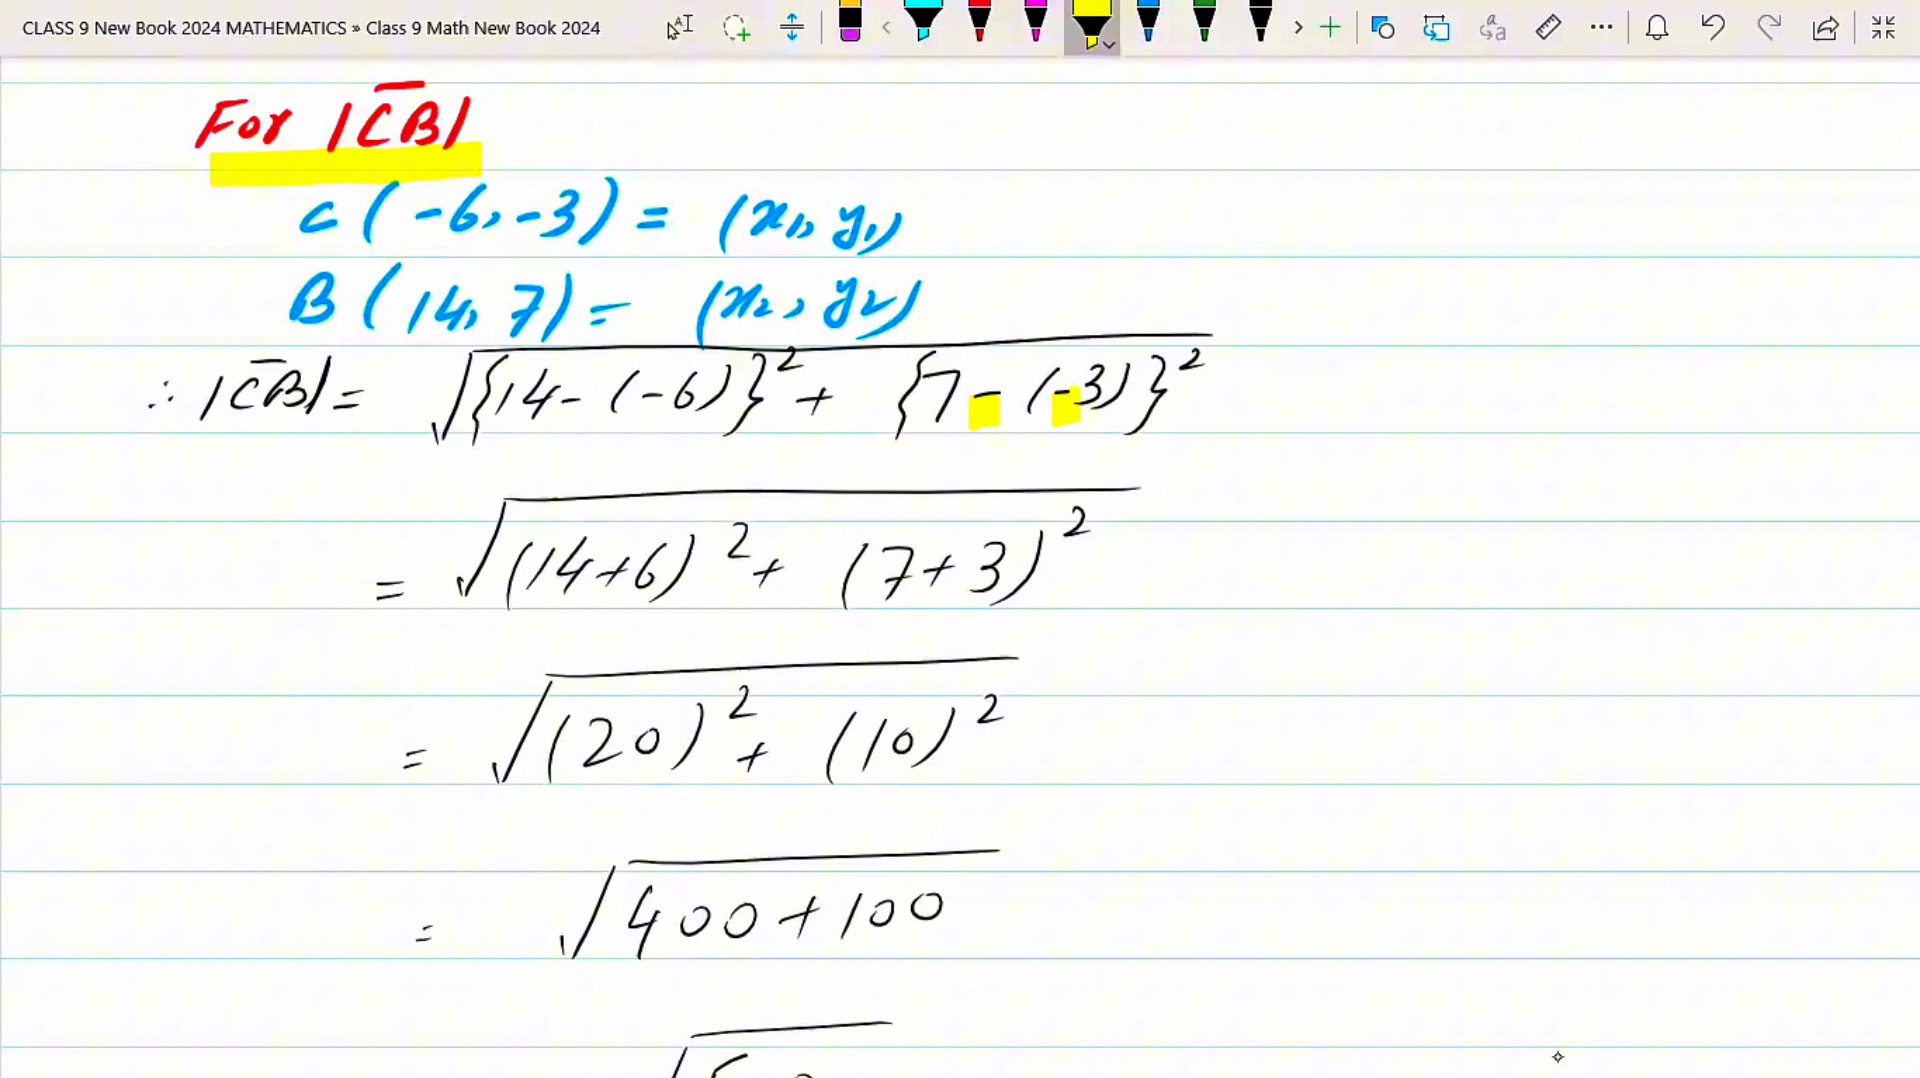 CLASS 9 New Book 2024 MATHEMATICS » Class 9 Math New Book 2024
For |C̅B̅|
C (-6, -3) = (x₁, y₁)
B (14, 7) = (x₂, y₂)
∴ |C̅B̅| = √{14-(-6)}² + {7-(-3)}²
= √(14+6)² + (7+3)²
= √(20)² + (10)²
= √400+100